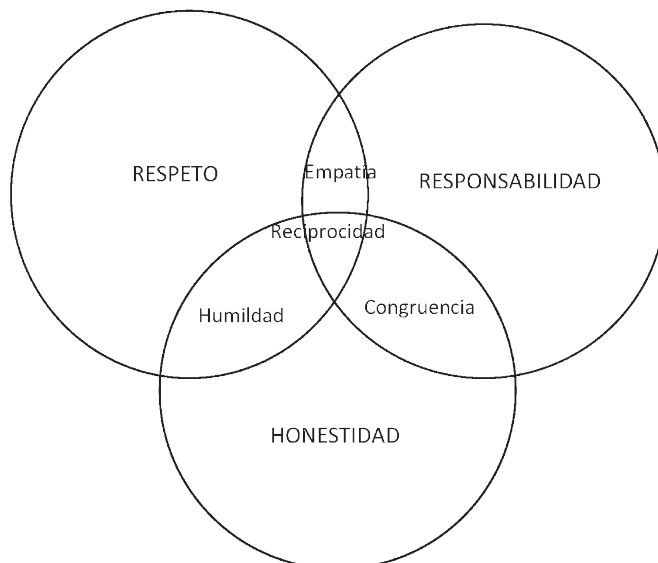 RESPETO
Empatía
RESPONSABILIDAD
Reciprocidad
Humildad
Congruencia
HONESTIDAD